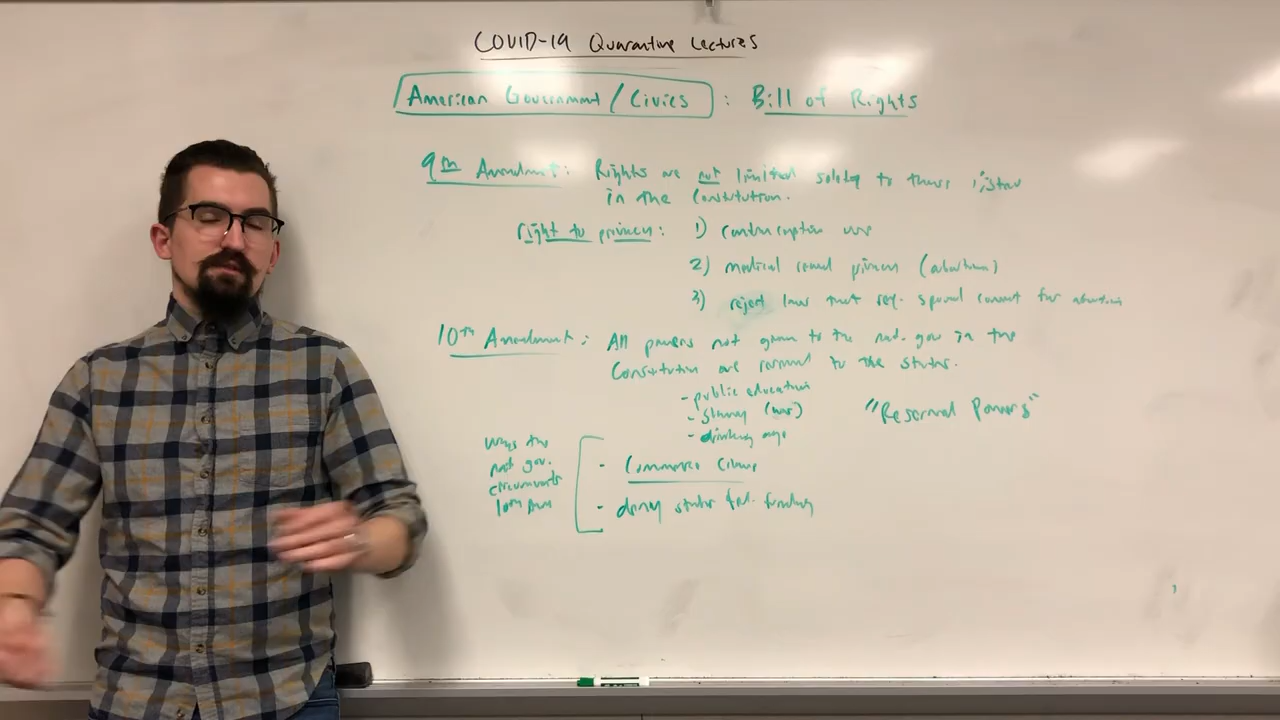 COVID-19 Quarantine Lectures
American Government / Civics : Bill of Rights
9th Amendment: Rights are not limited solely to those listed
in the Constitution.
right to privacy: 1) contraception use
2) medical record privacy (abortion)
3) reject laws that req. spousal consent for abortion
10th Amendment: All powers not given to the nat. gov in the
Constitution are reserved to the states.
- public education
- slavery (was)
- drinking age
"Reserved Powers"
ways the
nat gov.
circumvents
10th Am
- Commerce Clause
- deny states fed. funding